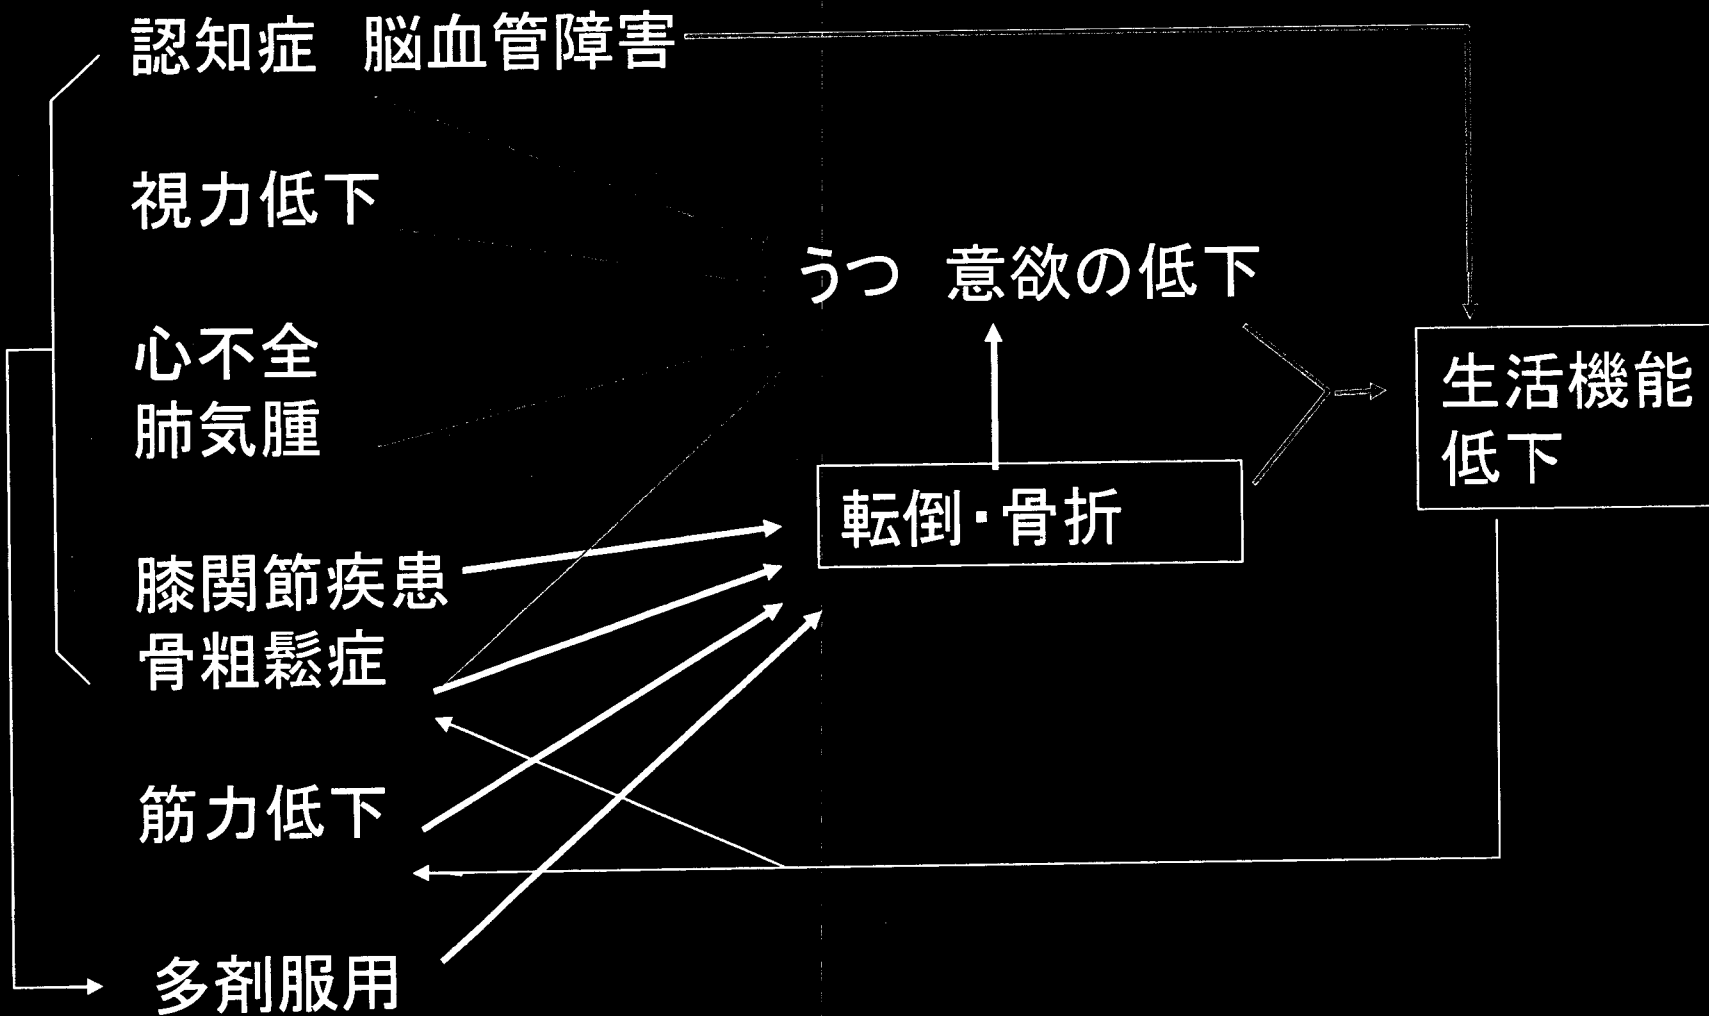 認知症 脳血管障害
視力低下
うつ 意欲の低下
心不全
肺気腫
生活機能
低下
転倒・骨折
膝関節疾患
骨粗鬆症
筋力低下
多剤服用